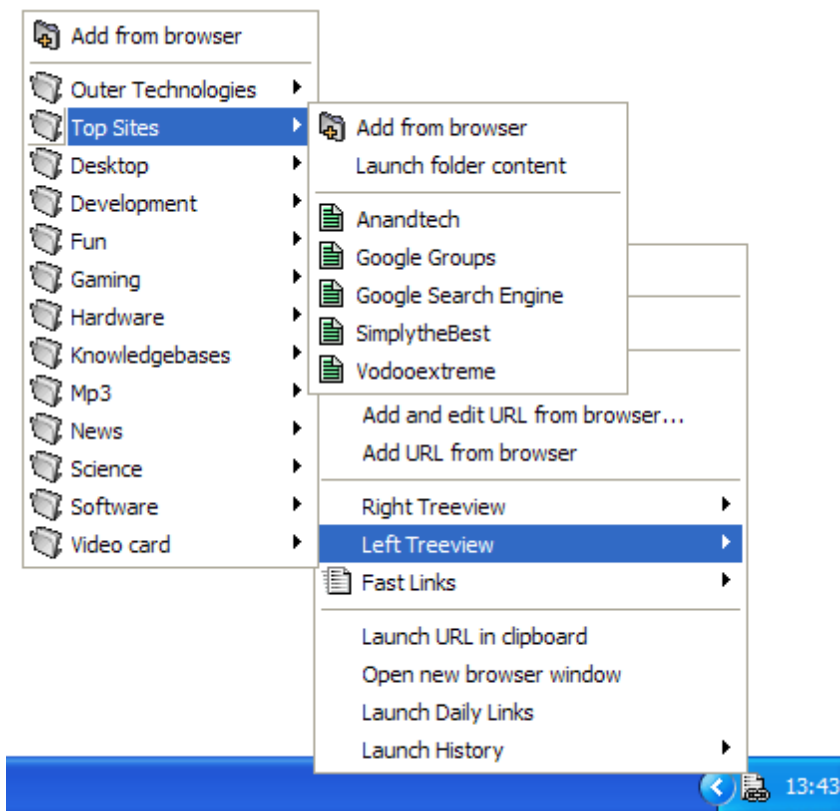 Add from browser
Outer Technologies
Top Sites
Desktop
Development
Fun
Gaming
Hardware
Knowledgebases
Mp3
News
Science
Software
Video card
Add from browser
Launch folder content
Anandtech
Google Groups
Google Search Engine
SimplytheBest
Vodooextreme
Add and edit URL from browser...
Add URL from browser
Right Treeview
Left Treeview
Fast Links
Launch URL in clipboard
Open new browser window
Launch Daily Links
Launch History
13:43